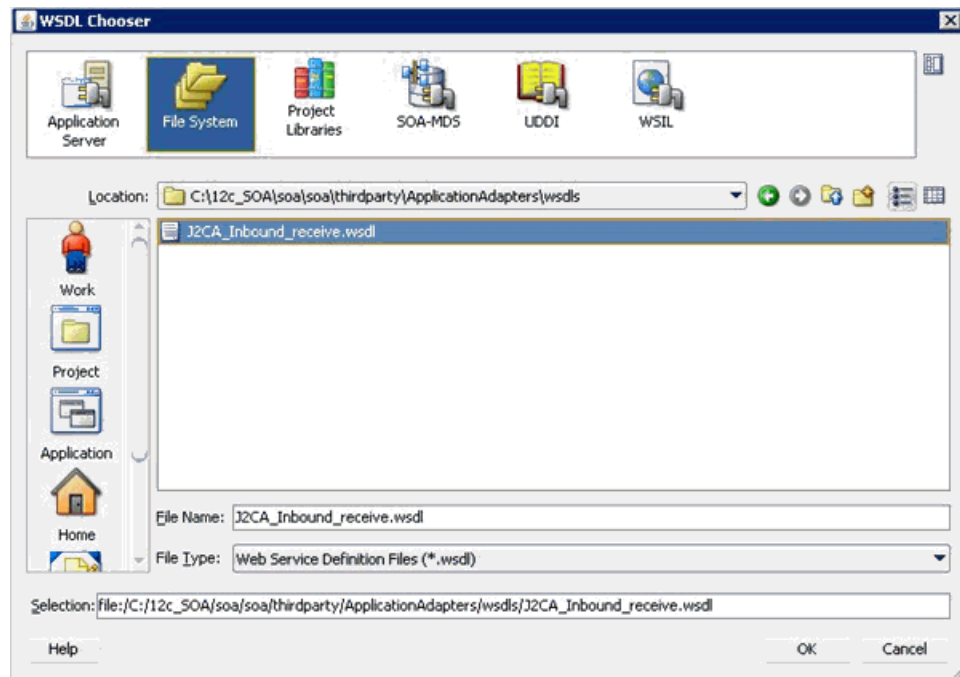 WSDL Chooser
Application Server
File System
Project Libraries
SOA-MDS
UDDI
WSIL
Location: C:\12c_SOA\soa\soa\thirdparty\ApplicationAdapters\wsdls
J2CA_Inbound_receive.wsdl
Work
Project
Application
Home
File Name: J2CA_Inbound_receive.wsdl
File Type: Web Service Definition Files (*.wsdl)
Selection: file:/C:/12c_SOA/soa/soa/thirdparty/ApplicationAdapters/wsdls/J2CA_Inbound_receive.wsdl
Help OK Cancel